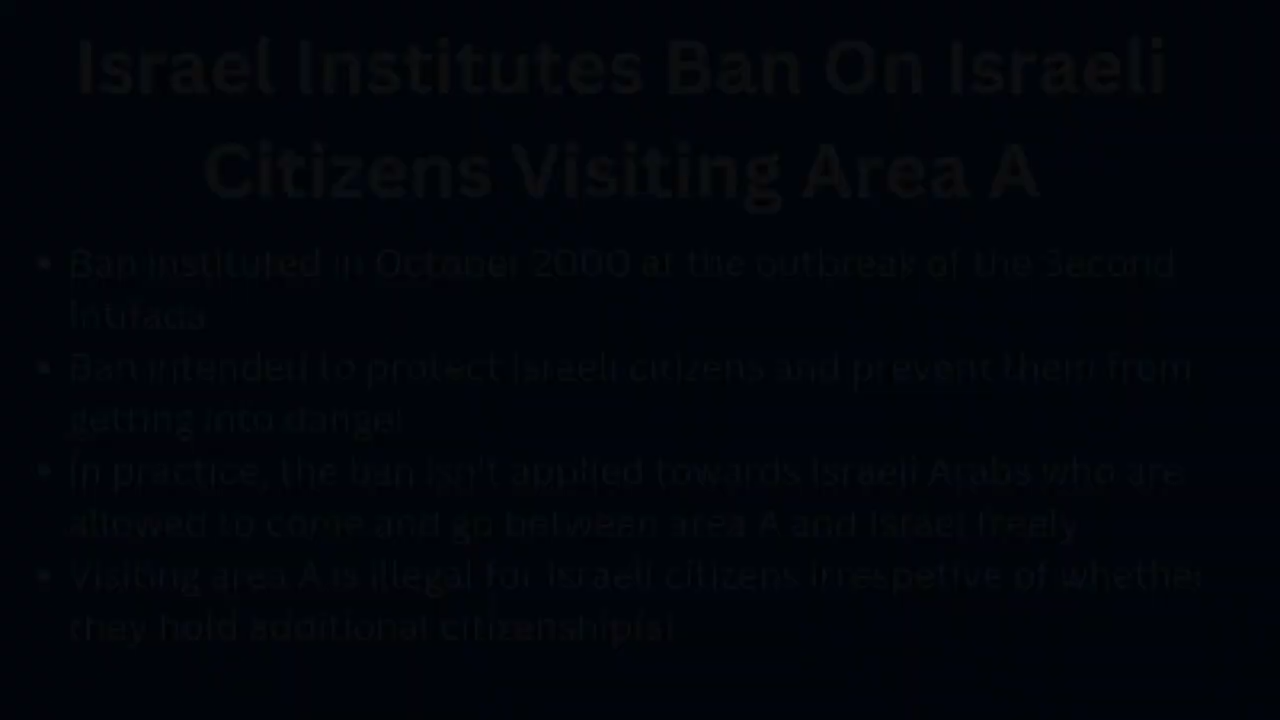 Israel Institutes Ban On Israeli
Citizens Visiting Area A
• Ban instituted in October 2000 at the outbreak of the Second
Intifada
• Ban intended to protect Israeli citizens and prevent them from
getting into danger
• In practice, the ban isn't applied towards Israeli Arabs who are
allowed to come and go between area A and Israel freely
• Visiting area A is illegal for Israeli citizens irrespetive of whether
they hold additional citizenship(s)